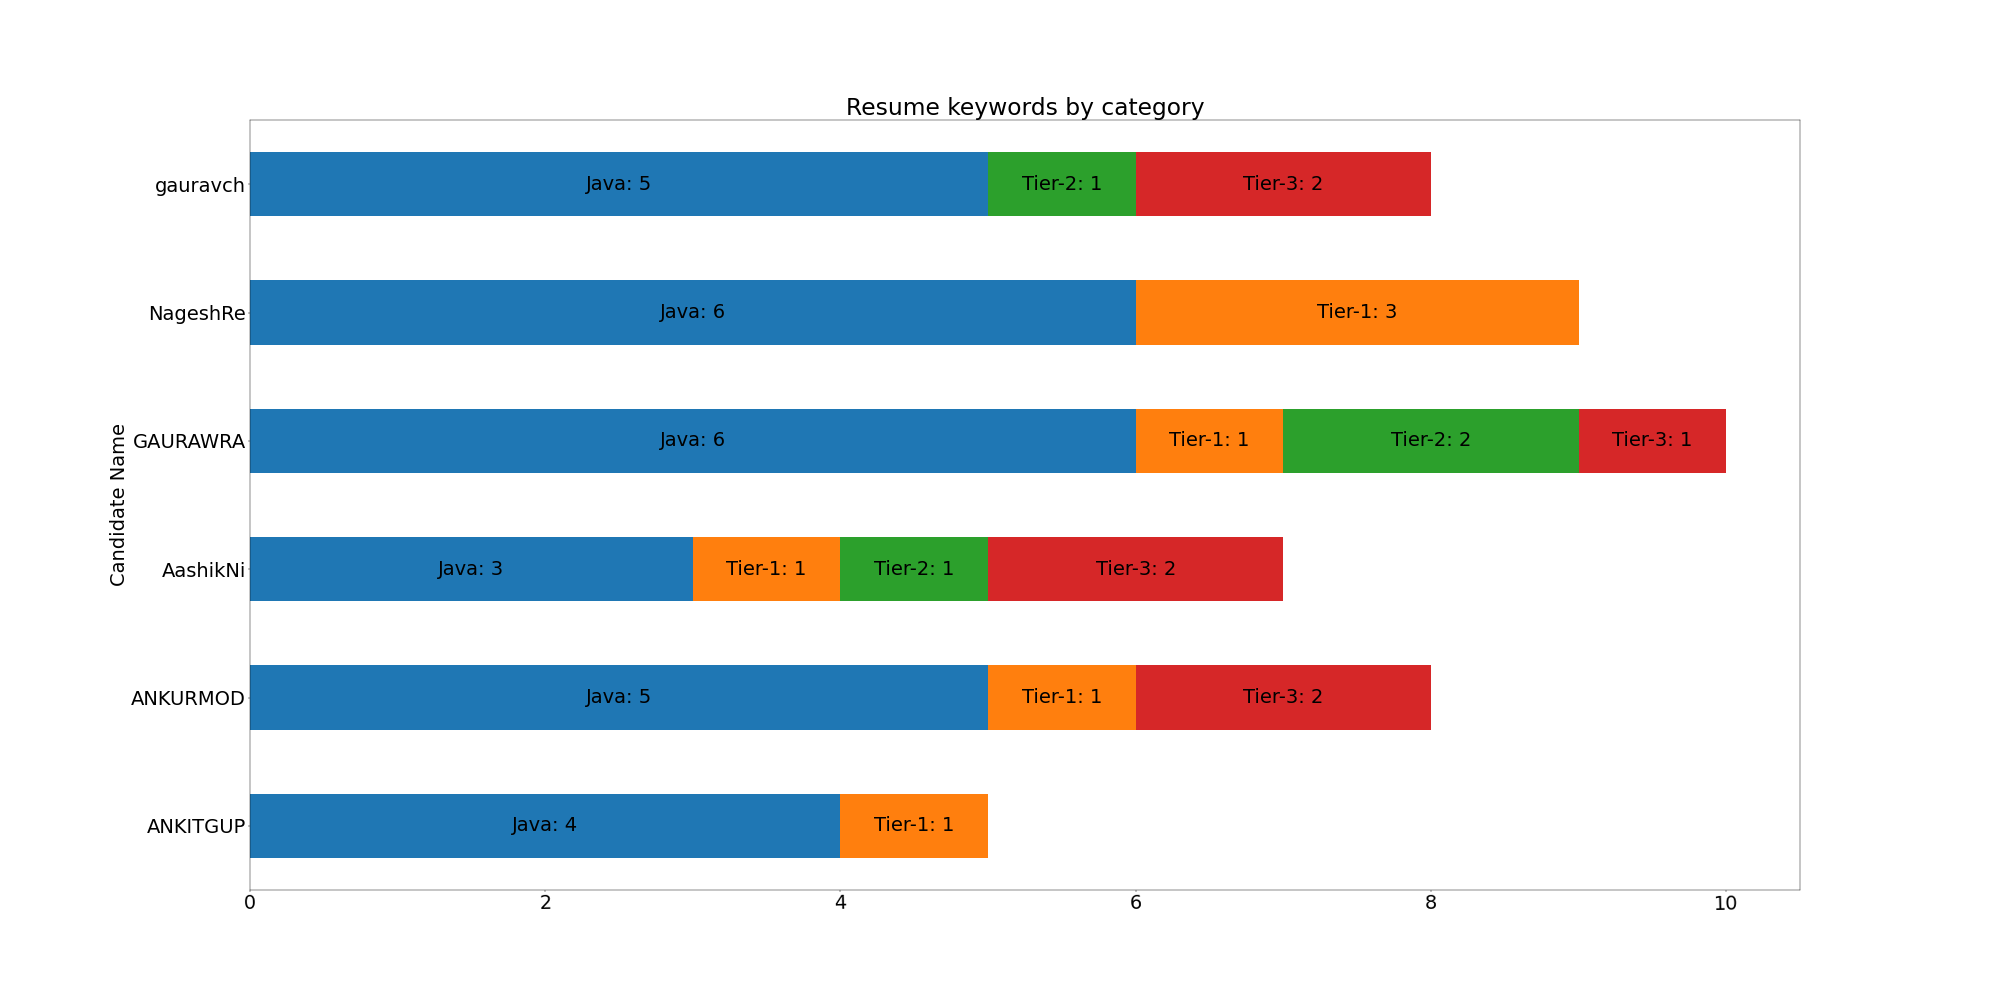 Resume keywords by category
Candidate Name
gauravch Java: 5 Tier-2: 1 Tier-3: 2
NageshRe Java: 6 Tier-1: 3
GAURAWRA Java: 6 Tier-1: 1 Tier-2: 2 Tier-3: 1
AashikNi Java: 3 Tier-1: 1 Tier-2: 1 Tier-3: 2
ANKURMOD Java: 5 Tier-1: 1 Tier-3: 2
ANKITGUP Java: 4 Tier-1: 1
0 2 4 6 8 10